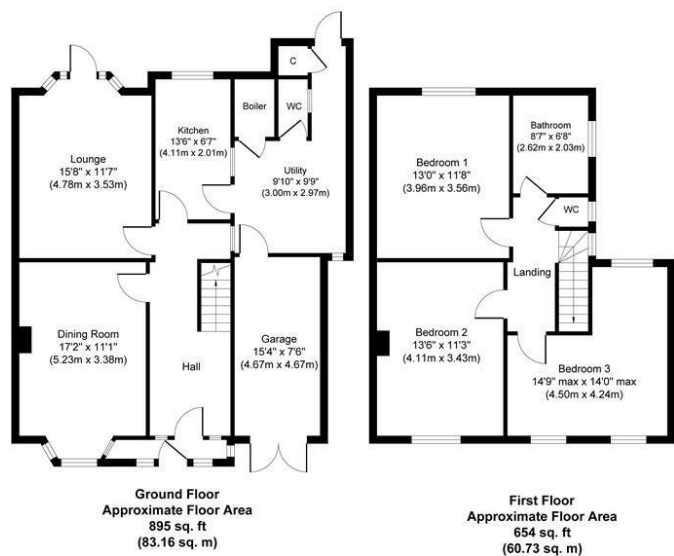 C
Boiler
WC
Kitchen
13'6" x 6'7"
(4.11m x 2.01m)
Lounge
15'8" x 11'7"
(4.78m x 3.53m)
Utility
9'10" x 9'9"
(3.00m x 2.97m)
Dining Room
17'2" x 11'1"
(5.23m x 3.38m)
Hall
Garage
15'4" x 7'6"
(4.67m x 4.67m)
Ground Floor
Approximate Floor Area
895 sq. ft
(83.16 sq. m)
Bathroom
8'7" x 6'8"
(2.62m x 2.03m)
Bedroom 1
13'0" x 11'8"
(3.96m x 3.56m)
WC
Landing
Bedroom 2
13'6" x 11'3"
(4.11m x 3.43m)
Bedroom 3
14'9" max x 14'0" max
(4.50m x 4.24m)
First Floor
Approximate Floor Area
654 sq. ft
(60.73 sq. m)